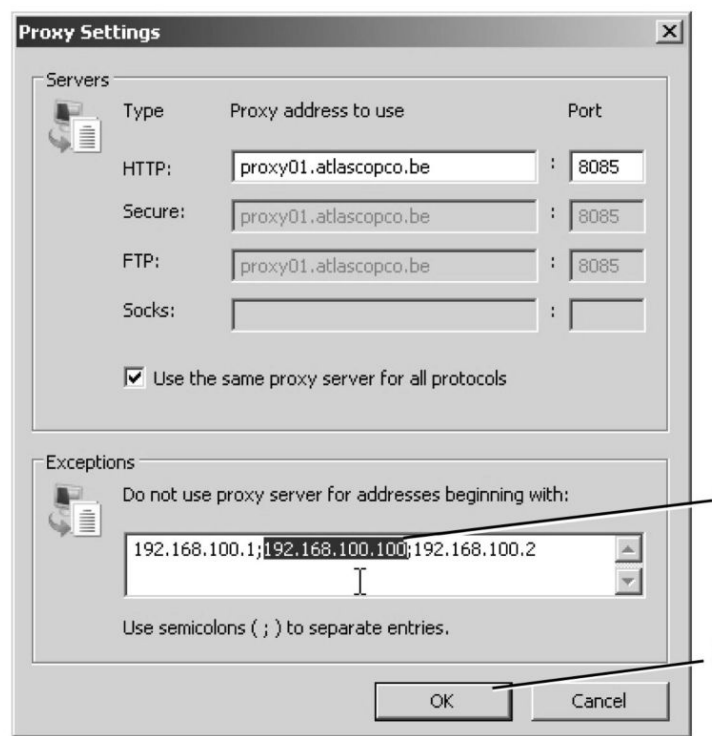 Proxy Settings
Servers
Type Proxy address to use Port
HTTP: proxy01.atlascopco.be : 8085
Secure: proxy01.atlascopco.be : 8085
FTP: proxy01.atlascopco.be : 8085
Socks: :
Use the same proxy server for all protocols
Exceptions
Do not use proxy server for addresses beginning with:
192.168.100.1;192.168.100.100;192.168.100.2
Use semicolons ( ; ) to separate entries.
OK Cancel